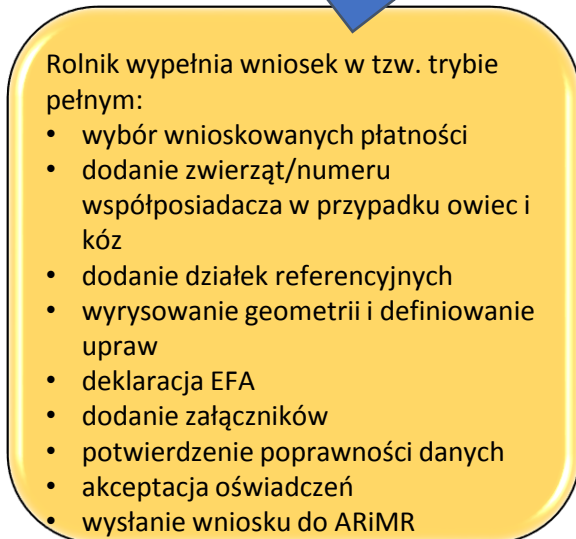 Rolnik wypełnia wniosek w tzw. trybie
pełnym:
• wybór wnioskowanych płatności
• dodanie zwierząt/numeru
współposiadacza w przypadku owiec i
kóz
• dodanie działek referencyjnych
• wyrysowanie geometrii i definiowanie
upraw
• deklaracja EFA
• dodanie załączników
• potwierdzenie poprawności danych
• akceptacja oświadczeń
• wysłanie wniosku do ARiMR